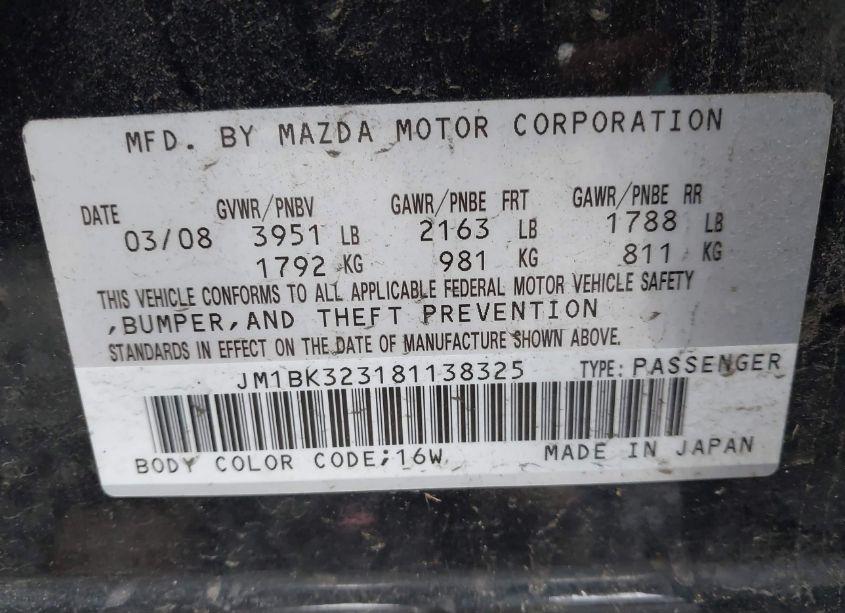 MFD. BY MAZDA MOTOR CORPORATION
DATE GVWR/PNBV GAWR/PNBE FRT GAWR/PNBE RR
03/08 3951 LB 2163 LB 1788 LB
1792 KG 981 KG 811 KG
THIS VEHICLE CONFORMS TO ALL APPLICABLE FEDERAL MOTOR VEHICLE SAFETY
,BUMPER,AND THEFT PREVENTION
STANDARDS IN EFFECT ON THE DATE OF MANUFACTURE SHOWN ABOVE.
JM1BK323181138325 TYPE: PASSENGER
BODY COLOR CODE;16W MADE IN JAPAN